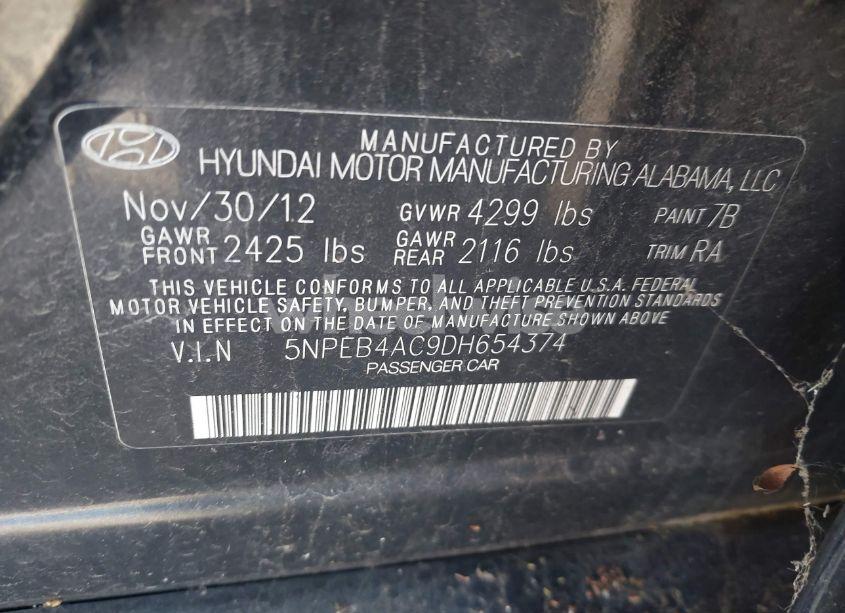 MANUFACTURED BY
HYUNDAI MOTOR MANUFACTURING ALABAMA, LLC
Nov/30/12 GVWR 4299 lbs PAINT 7B
GAWR FRONT 2425 lbs GAWR REAR 2116 lbs TRIM RA
THIS VEHICLE CONFORMS TO ALL APPLICABLE U.S.A. FEDERAL
MOTOR VEHICLE SAFETY, BUMPER, AND THEFT PREVENTION STANDARDS
IN EFFECT ON THE DATE OF MANUFACTURE SHOWN ABOVE
V.I.N 5NPEB4AC9DH654374
PASSENGER CAR